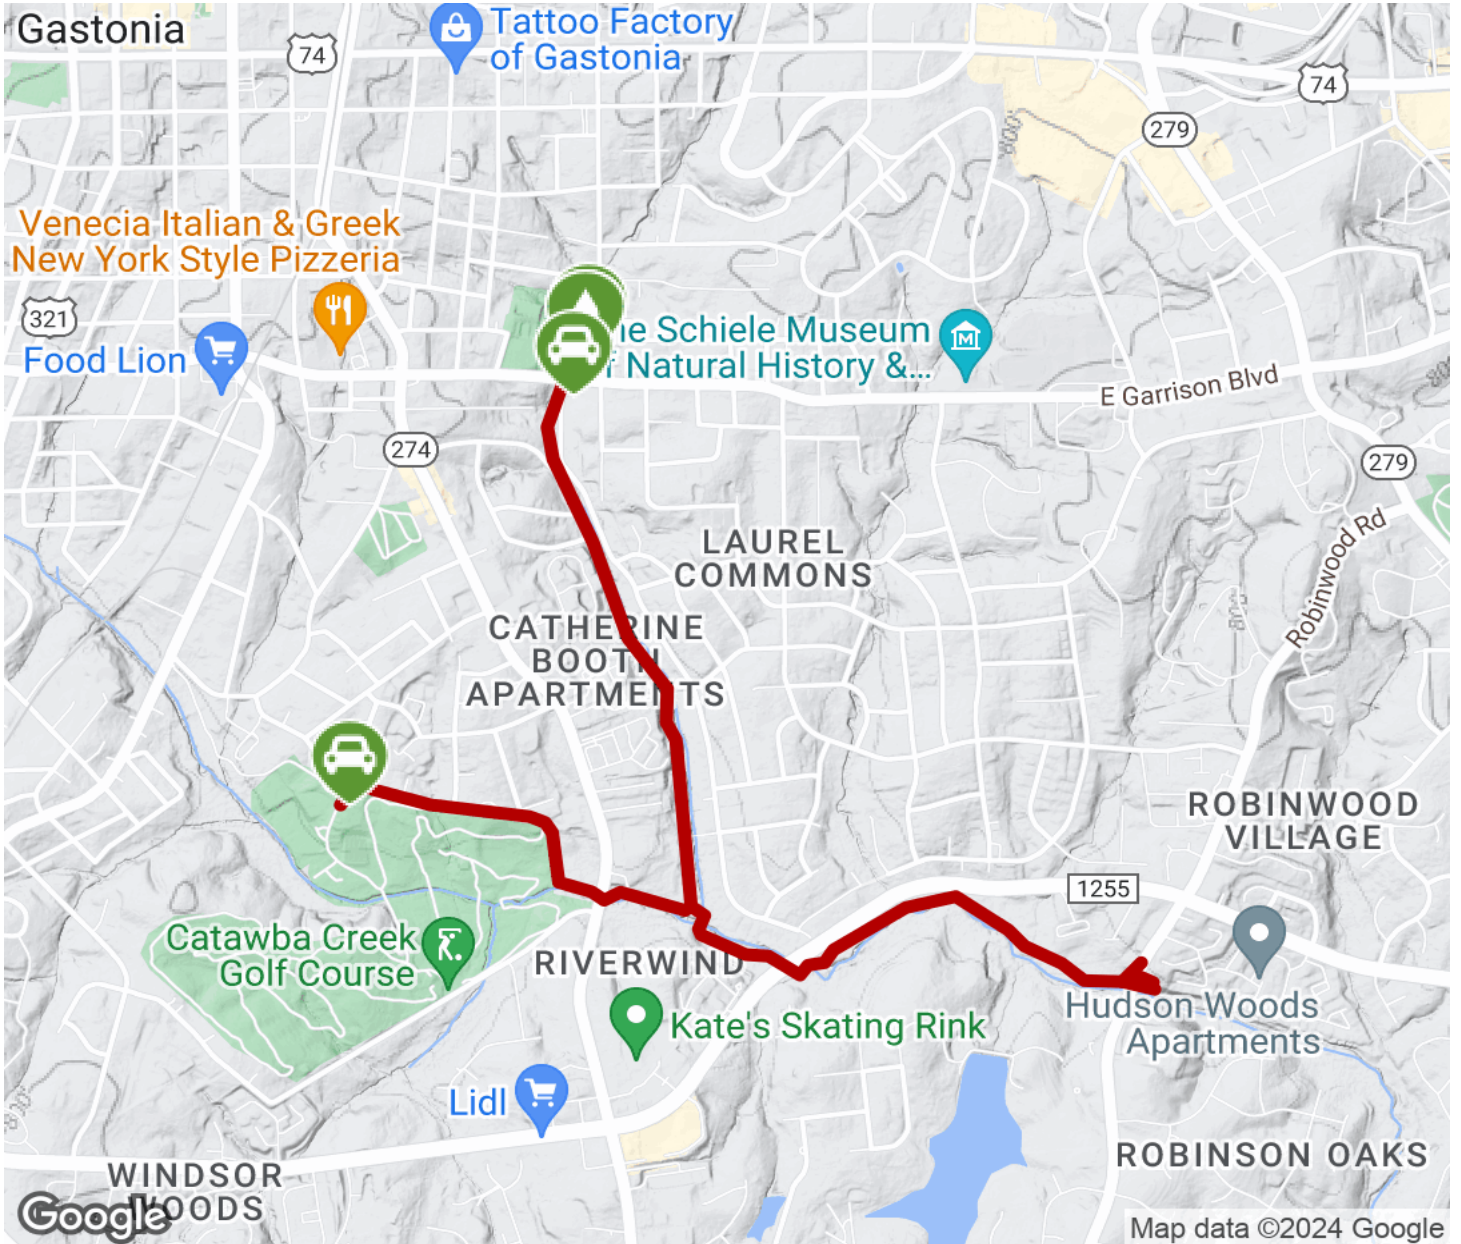 Gastonia
74
Tattoo Factory
of Gastonia
74
279
Venecia Italian & Greek
New York Style Pizzeria
321
Food Lion
he Schiele Museum
f Natural History &...
E Garrison Blvd
274
279
Robinwood Rd
LAUREL
COMMONS
CATHERINE
BOOTH
APARTMENTS
ROBINWOOD
VILLAGE
1255
Catawba Creek
Golf Course
RIVERWIND
Hudson Woods
Apartments
Kate's Skating Rink
Lidl
ROBINSON OAKS
WINDSOR
WOODS
Google
Map data ©2024 Google